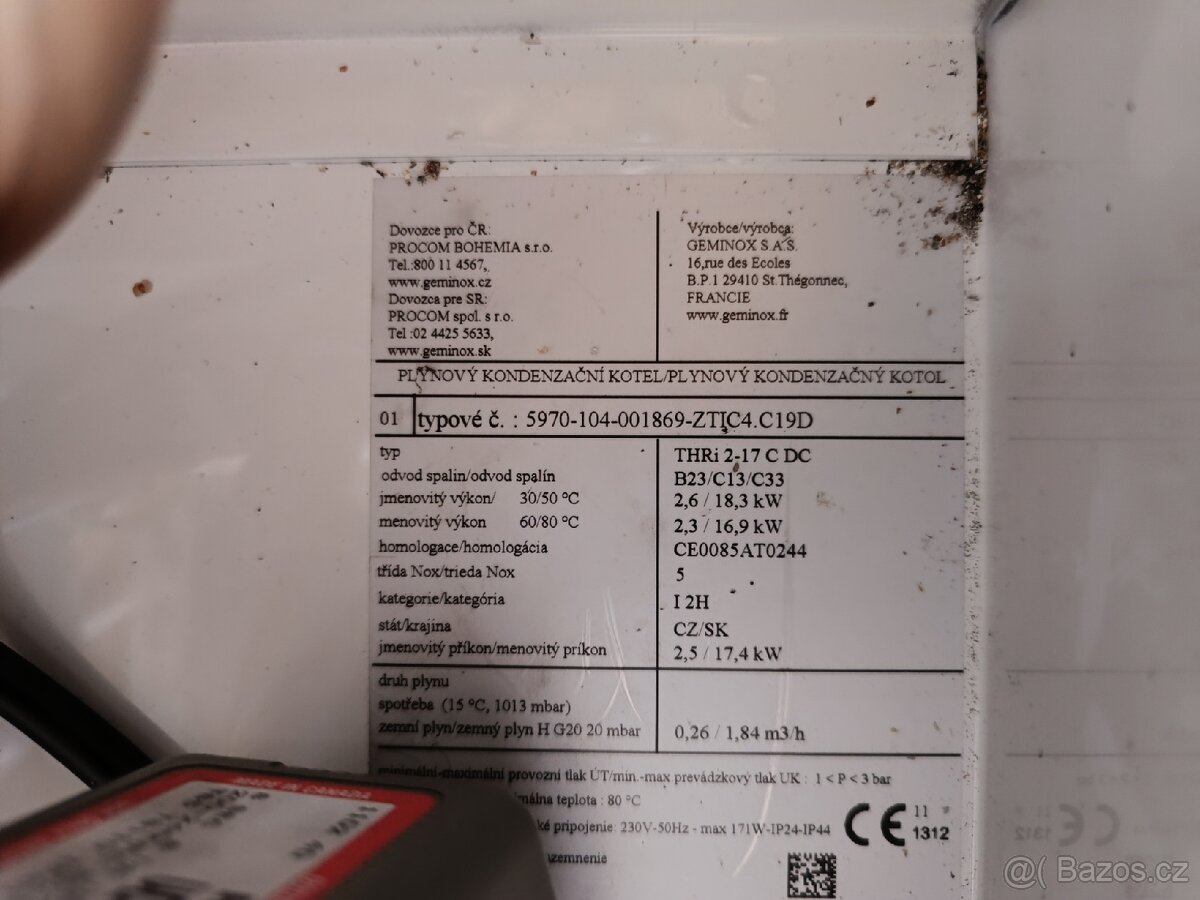 Dovozce pro ČR:
PROCOM BOHEMIA s.r.o.
Tel.:800 11 4567,
www.geminox.cz
Dovozca pre SR:
PROCOM spol. s r.o.
Tel :02 4425 5633,
www.geminox.sk
Výrobce/výrobca:
GEMINOX S.A.S.
16,rue des Ecoles
B.P.1 29410 St.Thégonnec,
FRANCIE
www.geminox.fr
PLYNOVÝ KONDENZAČNÍ KOTEL/PLYNOVÝ KONDENZAČNÝ KOTOL
01 typové č. : 5970-104-001869-ZTIC4.C19D
typ THRi 2-17 C DC
odvod spalin/odvod spalín B23/C13/C33
jmenovitý výkon/ 30/50 °C 2,6 / 18,3 kW
menovitý výkon 60/80 °C 2,3 / 16,9 kW
homologace/homologácia CE0085AT0244
třída Nox/trieda Nox 5
kategorie/kategória I 2H
stát/krajina CZ/SK
jmenovitý příkon/menovitý príkon 2,5 / 17,4 kW
druh plynu
spotřeba (15 °C, 1013 mbar)
zemní plyn/zemný plyn H G20 20 mbar 0,26 / 1,84 m3/h
minimální-maximální provozní tlak ÚT/min.-max prevádzkový tlak UK : 1 < P < 3 bar
teplota : 80 °C
pripojenie: 230V-50Hz - max 171W-IP24-IP44
CE 11
1312
uzemnenie
MADE IN CANADA
@( Bazos.cz